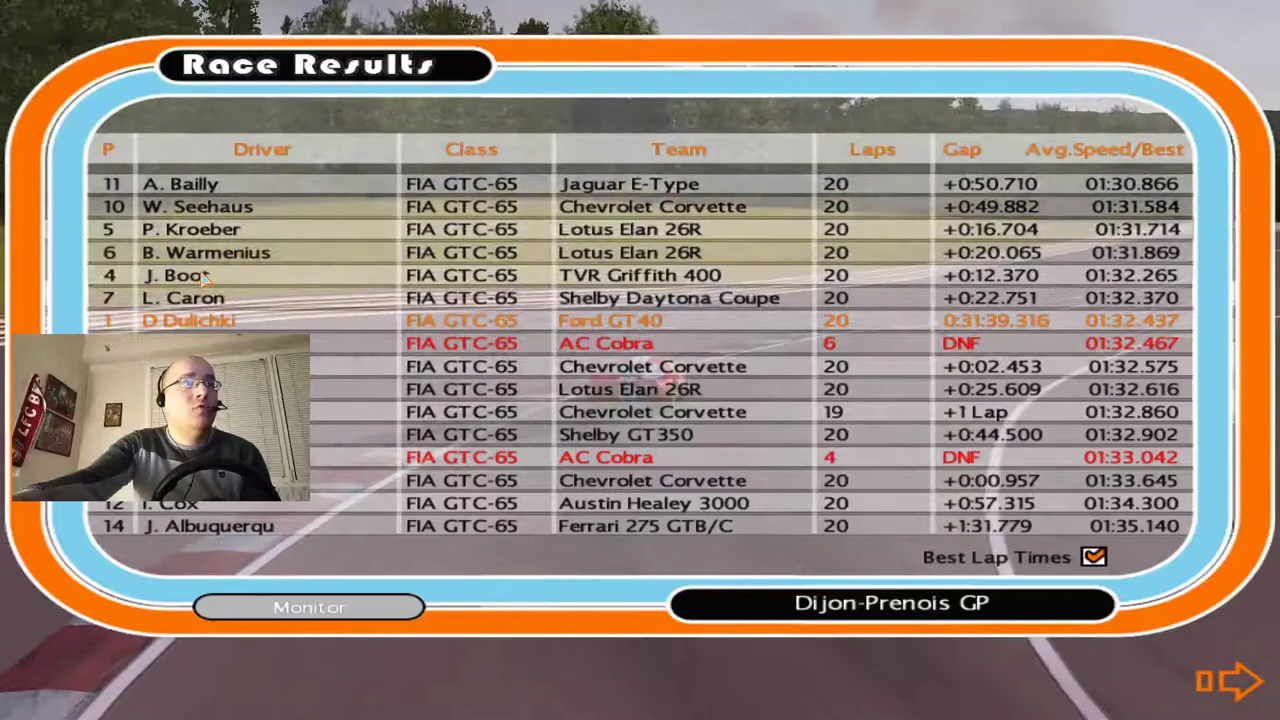 Race Results
P Driver Class Team Laps Gap Avg.Speed/Best
11 A. Bailly FIA GTC-65 Jaguar E-Type 20 +0:50.710 01:30.866
10 W. Seehaus FIA GTC-65 Chevrolet Corvette 20 +0:49.882 01:31.584
5 P. Kroeber FIA GTC-65 Lotus Elan 26R 20 +0:16.704 01:31.714
6 B. Warmenius FIA GTC-65 Lotus Elan 26R 20 +0:20.065 01:31.869
4 J. Boot FIA GTC-65 TVR Griffith 400 20 +0:12.370 01:32.265
7 L. Caron FIA GTC-65 Shelby Daytona Coupe 20 +0:22.751 01:32.370
1 D Dulichki FIA GTC-65 Ford GT40 20 0:31:39.316 01:32.437
FIA GTC-65 AC Cobra 6 DNF 01:32.467
FIA GTC-65 Chevrolet Corvette 20 +0:02.453 01:32.575
FIA GTC-65 Lotus Elan 26R 20 +0:25.609 01:32.616
FIA GTC-65 Chevrolet Corvette 19 +1 Lap 01:32.860
FIA GTC-65 Shelby GT350 20 +0:44.500 01:32.902
FIA GTC-65 AC Cobra 4 DNF 01:33.042
FIA GTC-65 Chevrolet Corvette 20 +0:00.957 01:33.645
12 I. Cox FIA GTC-65 Austin Healey 3000 20 +0:57.315 01:34.300
14 J. Albuquerqu FIA GTC-65 Ferrari 275 GTB/C 20 +1:31.779 01:35.140
Best Lap Times
Monitor
Dijon-Prenois GP
LFC